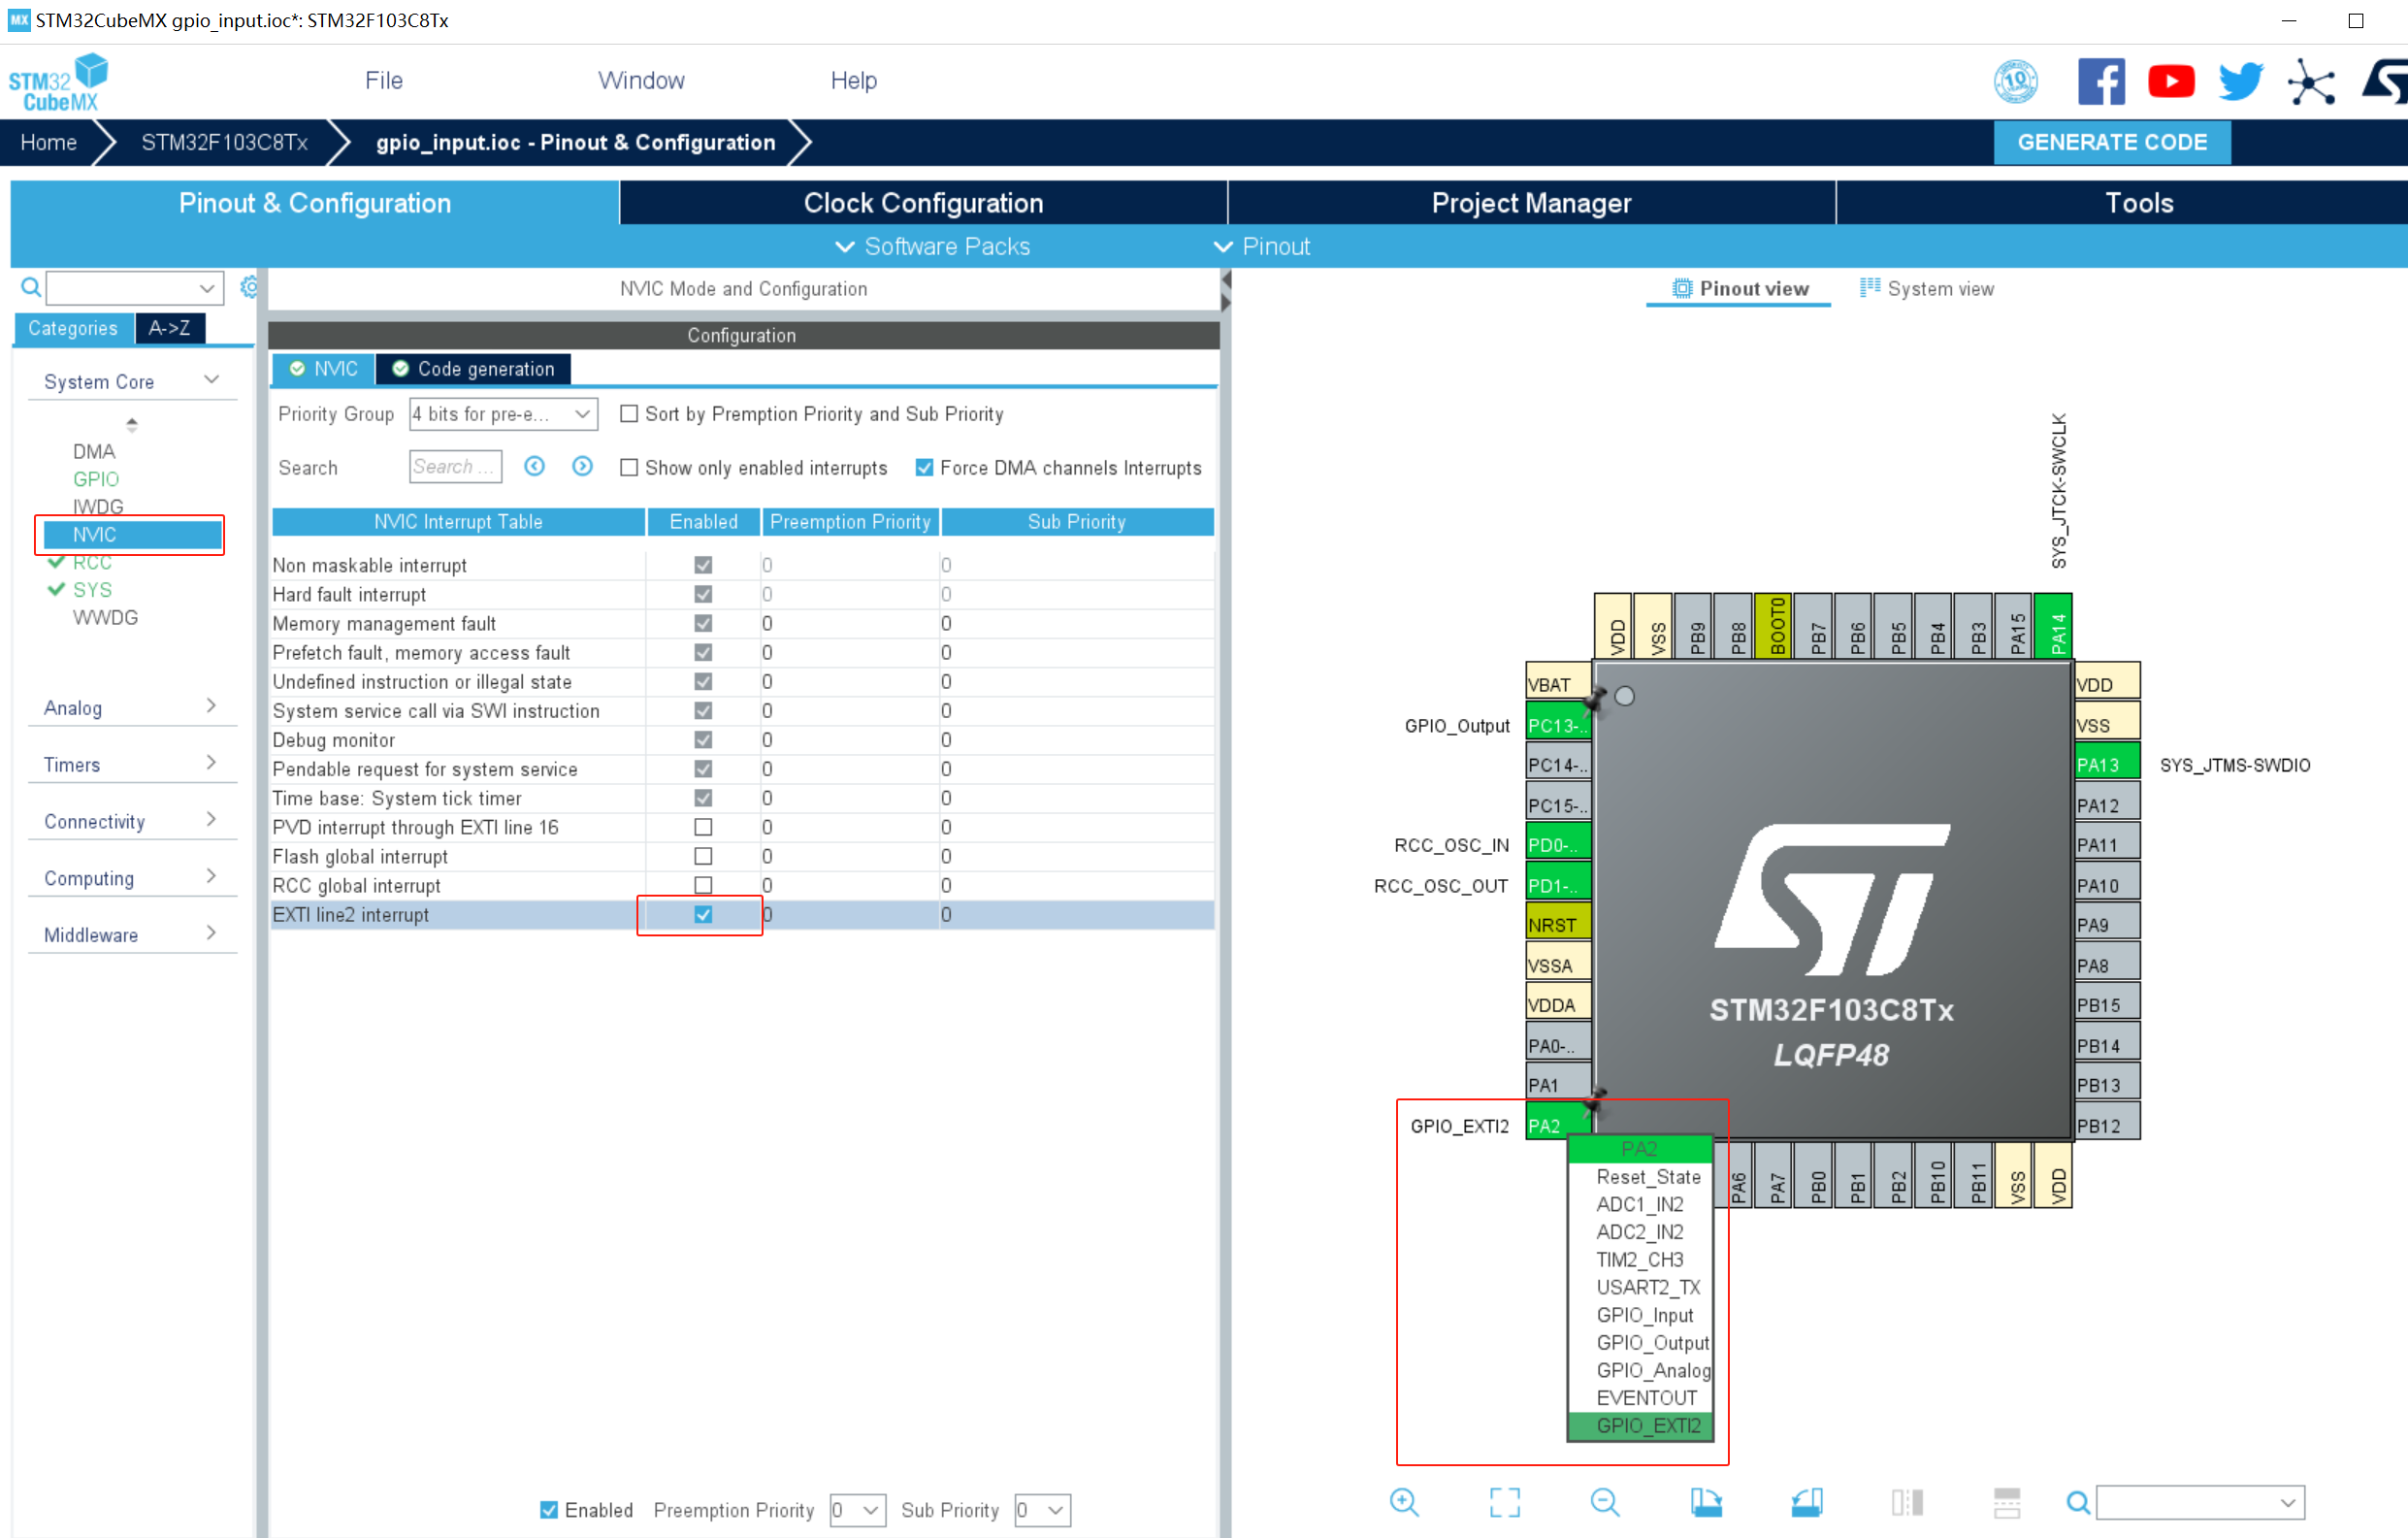 MX STM32CubeMX gpio_input.ioc*: STM32F103C8Tx
STM32
CubeMX
File
Window
Help
10
Home
STM32F103C8Tx
gpio_input.ioc - Pinout & Configuration
GENERATE CODE
Pinout & Configuration
Clock Configuration
Project Manager
Tools
Software Packs
Pinout
Categories
A->Z
System Core
DMA
GPIO
IWDG
NVIC
RCC
SYS
WWDG
Analog
Timers
Connectivity
Computing
Middleware
NVIC Mode and Configuration
Configuration
NVIC
Code generation
Priority Group
4 bits for pre-e...
Sort by Premption Priority and Sub Priority
Search
Search ...
Show only enabled interrupts
Force DMA channels Interrupts
NVIC Interrupt Table Enabled Preemption Priority Sub Priority
Non maskable interrupt 0 0
Hard fault interrupt 0 0
Memory management fault 0 0
Prefetch fault, memory access fault 0 0
Undefined instruction or illegal state 0 0
System service call via SWI instruction 0 0
Debug monitor 0 0
Pendable request for system service 0 0
Time base: System tick timer 0 0
PVD interrupt through EXTI line 16 0 0
Flash global interrupt 0 0
RCC global interrupt 0 0
EXTI line2 interrupt 0 0
Enabled Preemption Priority 0 Sub Priority 0
Pinout view
System view
SYS_JTCK-SWCLK
VDD
VSS
PB9
PB8
BOOT0
PB7
PB6
PB5
PB4
PB3
PA15
PA14
VBAT
GPIO_Output PC13-..
PC14-..
PC15-..
RCC_OSC_IN PD0-..
RCC_OSC_OUT PD1-..
NRST
VSSA
VDDA
PA0-..
PA1
GPIO_EXTI2 PA2
VDD
VSS
PA13 SYS_JTMS-SWDIO
PA12
PA11
PA10
PA9
PA8
PB15
PB14
PB13
PB12
STM32F103C8Tx
LQFP48
PA6
PA7
PB0
PB1
PB2
PB10
PB11
VSS
VDD
PA2
Reset_State
ADC1_IN2
ADC2_IN2
TIM2_CH3
USART2_TX
GPIO_Input
GPIO_Output
GPIO_Analog
EVENTOUT
GPIO_EXTI2